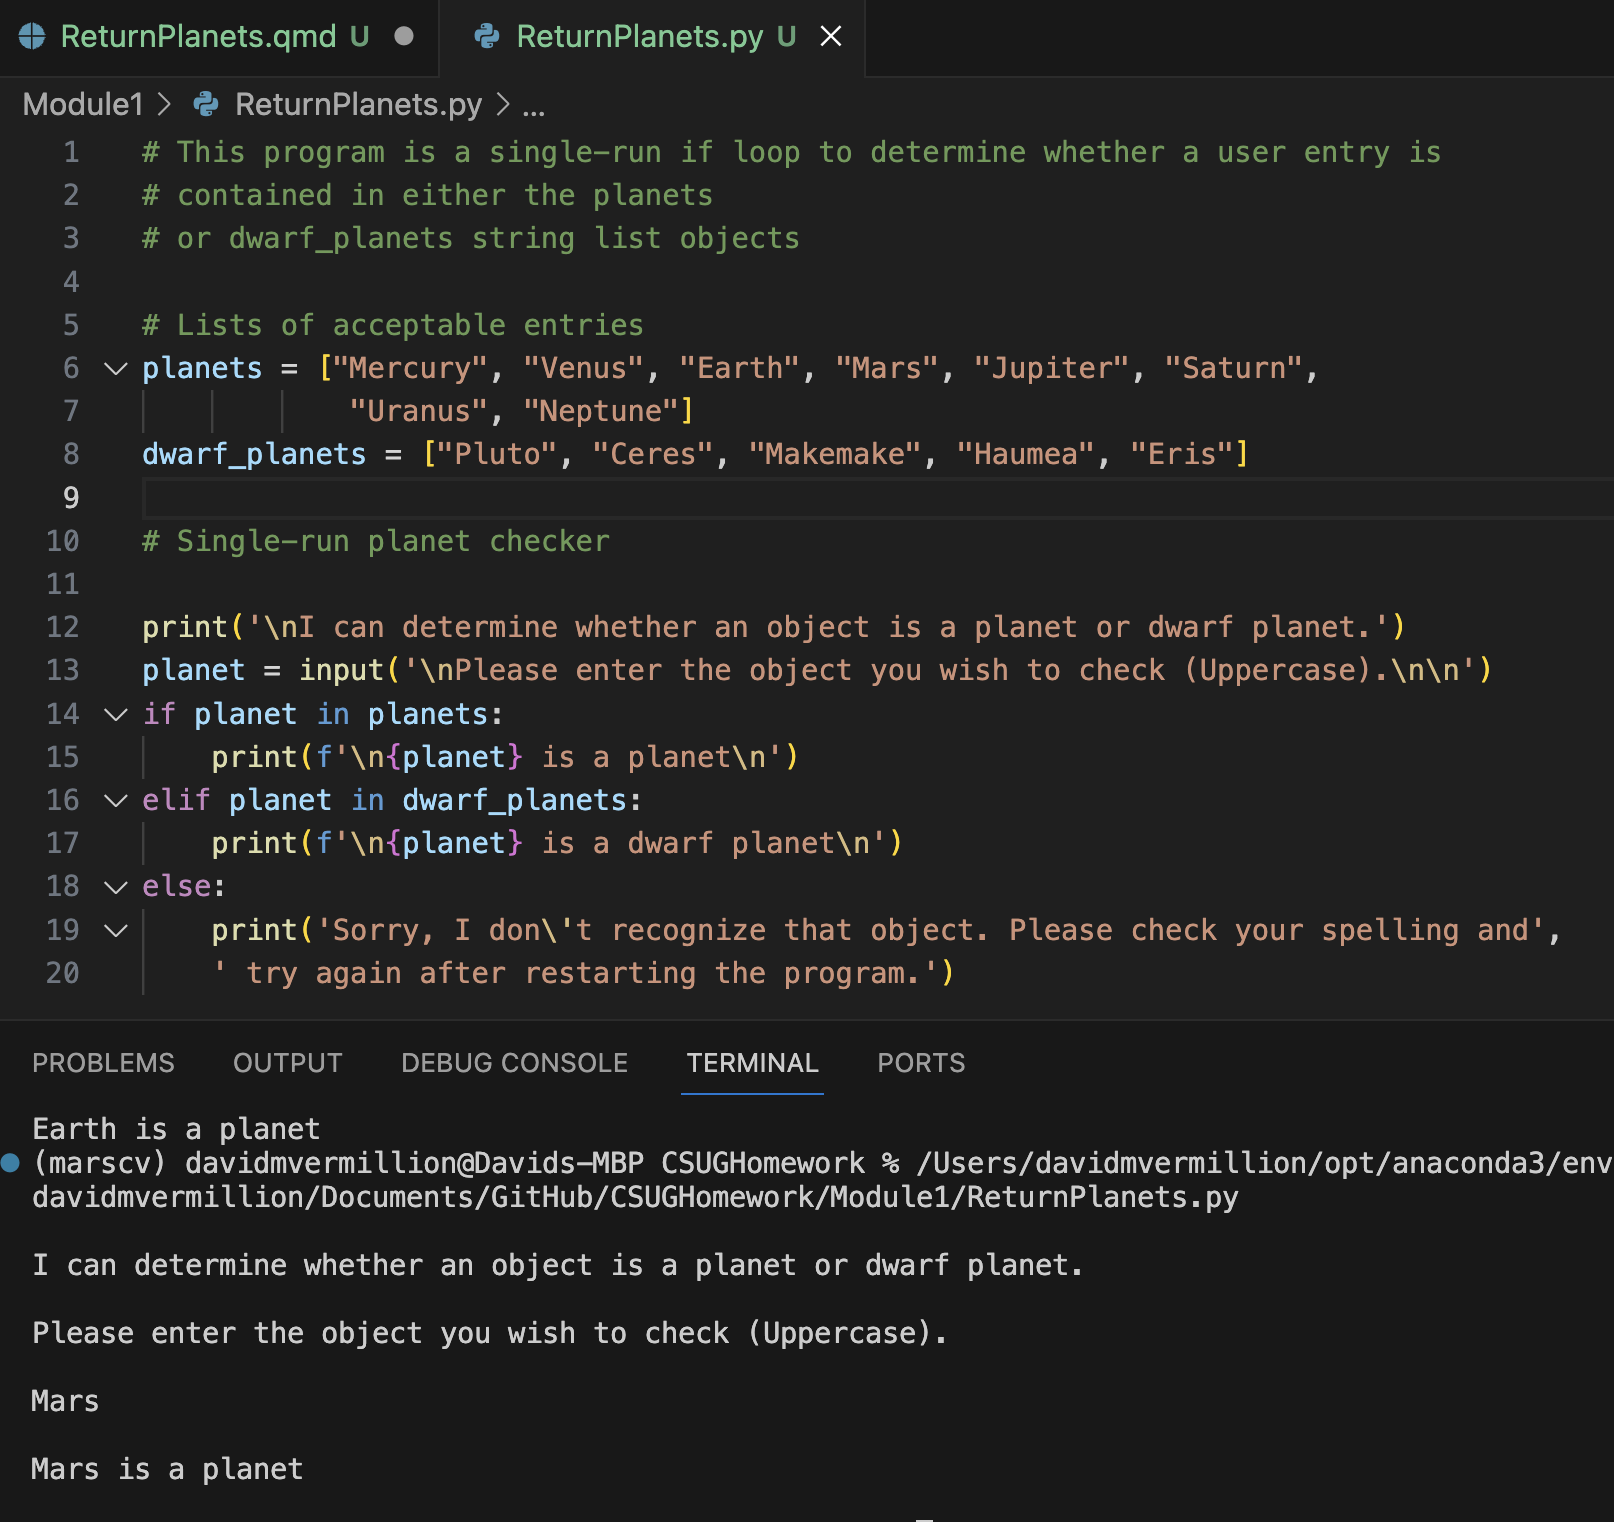 ReturnPlanets.qmd U ReturnPlanets.py U
Module1 > ReturnPlanets.py > ...
1 # This program is a single-run if loop to determine whether a user entry is
2 # contained in either the planets
3 # or dwarf_planets string list objects
4
5 # Lists of acceptable entries
6 planets = ["Mercury", "Venus", "Earth", "Mars", "Jupiter", "Saturn",
7             "Uranus", "Neptune"]
8 dwarf_planets = ["Pluto", "Ceres", "Makemake", "Haumea", "Eris"]
9
10 # Single-run planet checker
11
12 print('\nI can determine whether an object is a planet or dwarf planet.')
13 planet = input('\nPlease enter the object you wish to check (Uppercase).\n\n')
14 if planet in planets:
15     print(f'\n{planet} is a planet\n')
16 elif planet in dwarf_planets:
17     print(f'\n{planet} is a dwarf planet\n')
18 else:
19     print('Sorry, I don\'t recognize that object. Please check your spelling and',
20     ' try again after restarting the program.')
PROBLEMS OUTPUT DEBUG CONSOLE TERMINAL PORTS
Earth is a planet
(marscv) davidmvermillion@Davids-MBP CSUGHomework % /Users/davidmvermillion/opt/anaconda3/env
davidmvermillion/Documents/GitHub/CSUGHomework/Module1/ReturnPlanets.py
I can determine whether an object is a planet or dwarf planet.
Please enter the object you wish to check (Uppercase).
Mars
Mars is a planet